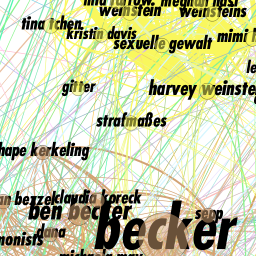 weinstein
weinsteins
tina tchen
kristin davis
mimi
sexuelle gewalt
gitter
harvey weinste
strafmaßes
hape kerkeling
an bezzel
claudia koreck
ben becker
becker
sepp
dana
monists